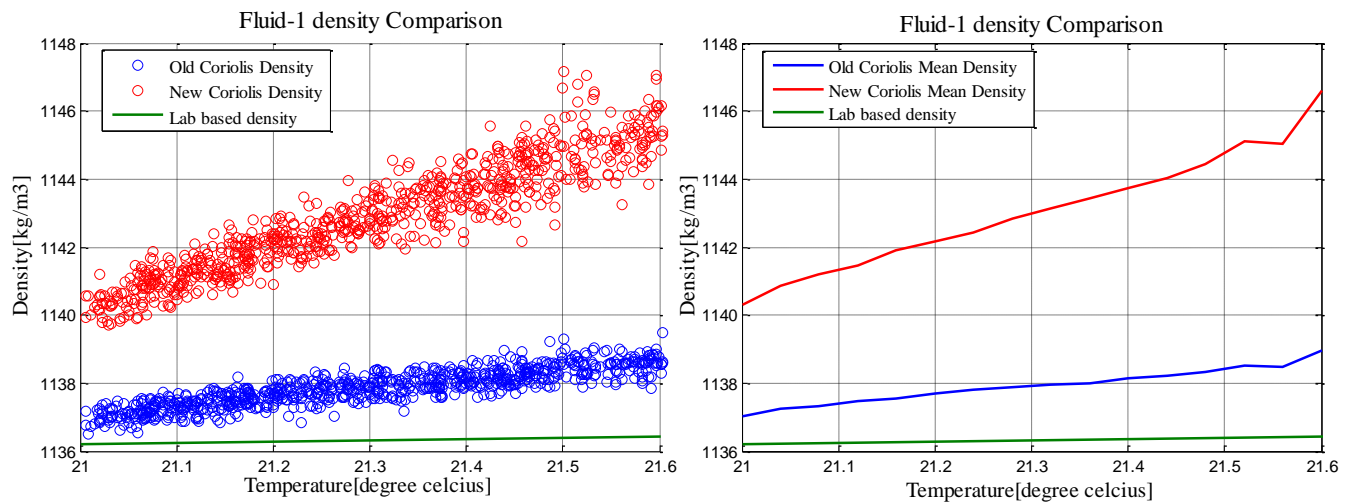 Fluid-1 density Comparison
1148
1146
1144
1142
1140
1138
1136
Density[kg/m3]
Old Coriolis Density
New Coriolis Density
Lab based density
21
21.1
21.2
21.3
21.4
21.5
21.6
Temperature[degree celcius]
Fluid-1 density Comparison
1148
1146
1144
1142
1140
1138
1136
Density[kg/m3]
Old Coriolis Mean Density
New Coriolis Mean Density
Lab based density
21
21.1
21.2
21.3
21.4
21.5
21.6
Temperature[degree celcius]